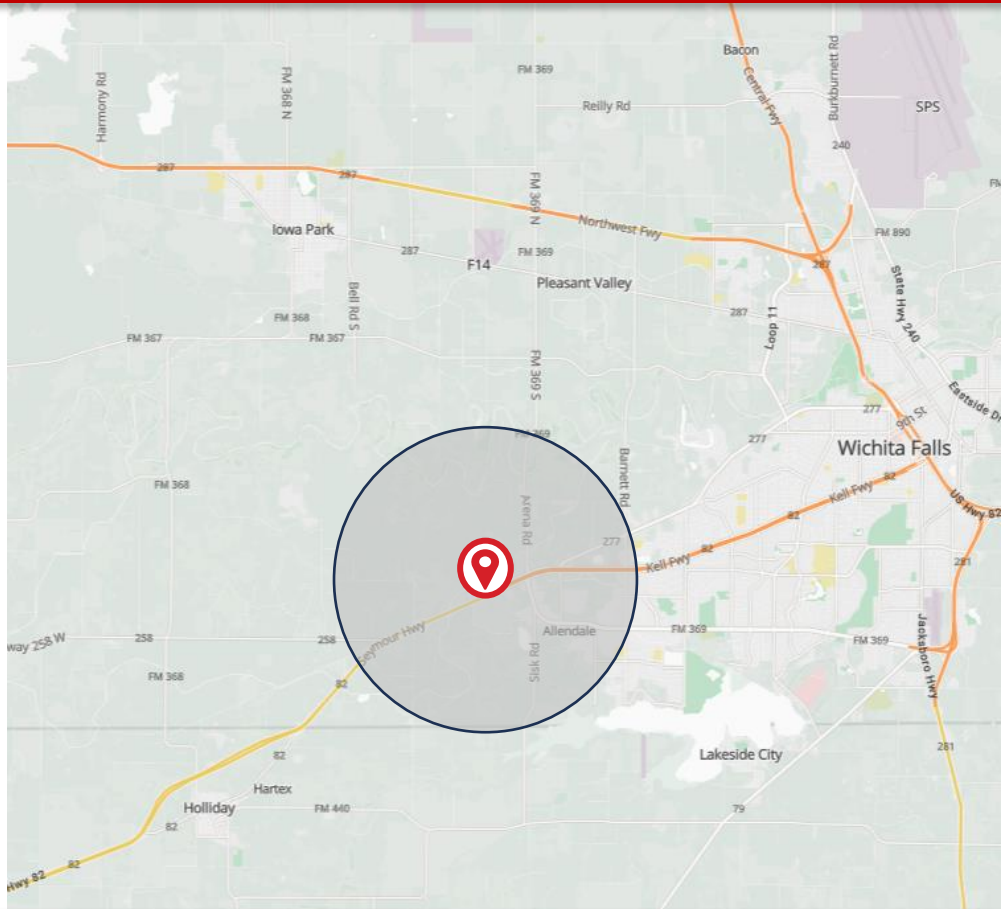 Bacon
Burkburnett Rd
Harmony Rd
FM 368 N
FM 369
Central Fwy
Reilly Rd
SPS
240
287
287
FM 369 N
FM
Iowa Park
Northwest Fwy
FM 890
287
FM 369
287
F14
Pleasant Valley
State Hwy 240
Bell Rd S
287
Loop 11
FM 368
FM 367
FM 367
FM 369 S
Eastside Dr
277
9th St
FM 369
277
Wichita Falls
Barnett Rd
82
FM 368
Kell Fwy
US Hwy 82
Arena Rd
82
277
82
Kell Fwy
281
Allendale
FM 369
way 258 W
258
258
Seymour Hwy
FM 369
Jacksboro Hwy
Sisk Rd
FM 368
82
281
82
Lakeside City
Hartex
Holliday
FM 440
79
82
82
Hwy 82